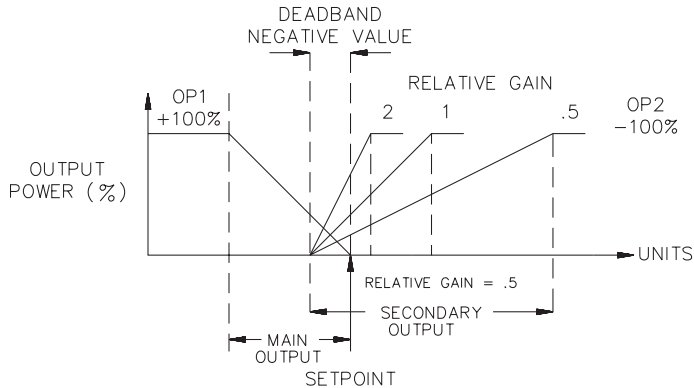 DEADBAND
NEGATIVE VALUE
RELATIVE GAIN
OP1
+100%
2
1
.5
OP2
−100%
OUTPUT
POWER (%)
UNITS
RELATIVE GAIN = .5
SECONDARY
OUTPUT
MAIN
OUTPUT
SETPOINT